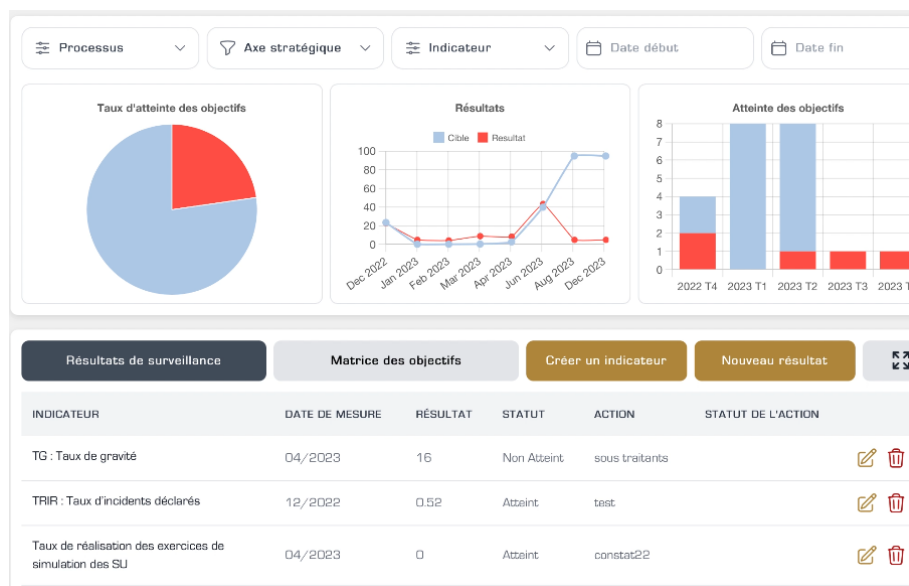 Processus
Axe stratégique
Indicateur
Date début
Date fin
Taux d'atteinte des objectifs
Résultats
Cible
Resultat
100
80
60
40
20
0
Dec 2022
Jan 2023
Feb 2023
Mar 2023
Apr 2023
Jun 2023
Aug 2023
Dec 2023
Atteinte des objectifs
8
7
6
5
4
3
2
1
0
2022 T4
2023 T1
2023 T2
2023 T3
2023
Résultats de surveillance
Matrice des objectifs
Créer un indicateur
Nouveau résultat
INDICATEUR DATE DE MESURE RÉSULTAT STATUT ACTION STATUT DE L'ACTION
TG : Taux de gravité 04/2023 16 Non Atteint sous traitants
TRIR : Taux d'incidents déclarés 12/2022 0.52 Atteint test
Taux de réalisation des exercices de
simulation des SU 04/2023 0 Atteint constat22